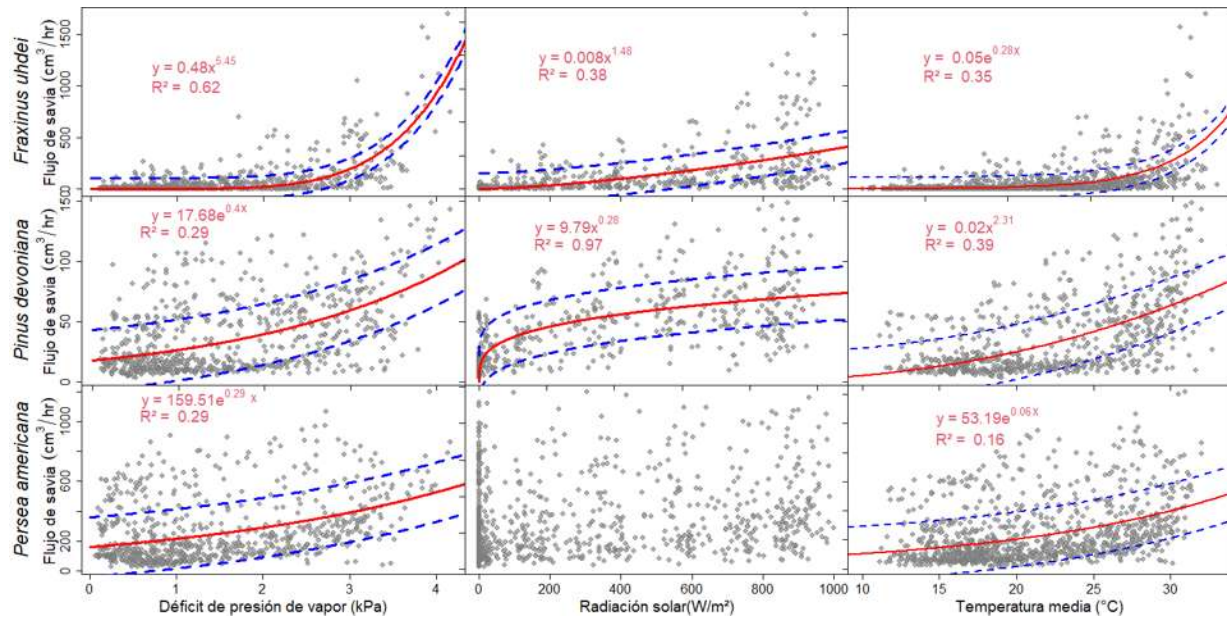 Fraxinus uhdei
Flujo de savia (cm³/hr)
1500
1000
500
0
y = 0.48x^5.45
R² = 0.62
y = 0.008x^1.48
R² = 0.38
y = 0.05e^0.28x
R² = 0.35
Pinus devoniana
Flujo de savia (cm³/hr)
150
100
50
0
y = 17.68e^0.4x
R² = 0.29
y = 9.79x^0.28
R² = 0.97
y = 0.02x^2.31
R² = 0.39
Persea americana
Flujo de savia (cm³/hr)
1000
600
200
0
y = 159.51e^0.29 x
R² = 0.29
y = 53.19e^0.06x
R² = 0.16
0 1 2 3 4
0 200 400 600 800 1000
10 15 20 25 30
Déficit de presión de vapor (kPa)
Radiación solar(W/m²)
Temperatura media (°C)